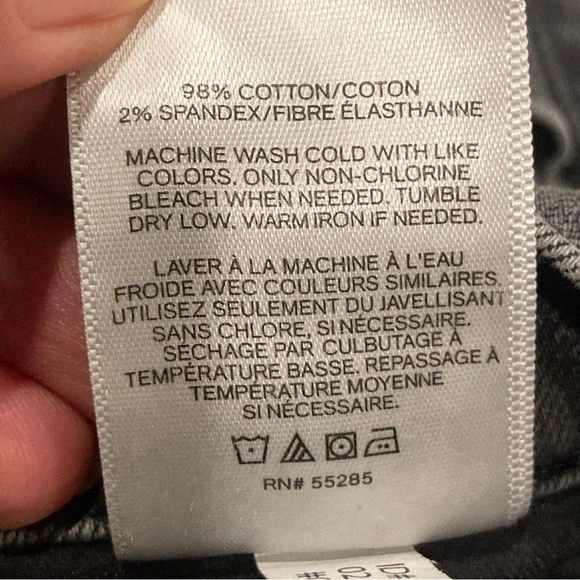 98% COTTON/COTON
2% SPANDEX/FIBRE ÉLASTHANNE
MACHINE WASH COLD WITH LIKE
COLORS. ONLY NON-CHLORINE
BLEACH WHEN NEEDED. TUMBLE
DRY LOW. WARM IRON IF NEEDED.
LAVER À LA MACHINE À L'EAU
FROIDE AVEC COULEURS SIMILAIRES.
UTILISEZ SEULEMENT DU JAVELLISANT
SANS CHLORE, SI NÉCESSAIRE.
SÉCHAGE PAR CULBUTAGE À
TEMPÉRATURE BASSE. REPASSAGE À
TEMPÉRATURE MOYENNE
SI NÉCESSAIRE.
RN# 55285